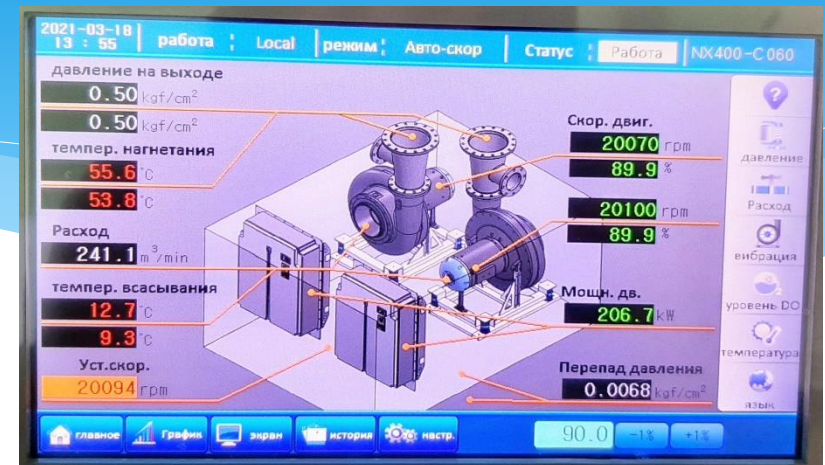 2021-03-18
13 : 55
работа : Local
режим: Авто-скор
Статус : Работа
NX400-C060
давление на выходе
0.50 kgf/cm²
0.50 kgf/cm²
темпер. нагнетания
55.6 °C
53.8 °C
Расход
241.1 m³/min
темпер. всасывания
12.7 °C
9.3 °C
Уст.скор.
20094 rpm
Скор. двиг.
20070 rpm
89.9 %
20100 rpm
89.9 %
Мощн. дв.
206.7 kW
Перепад давления
0.0068 kgf/cm²
?
давление
Расход
вибрация
уровень DO
температура
язык
главное
График
экран
история
настр.
90.0
-1%
+1%